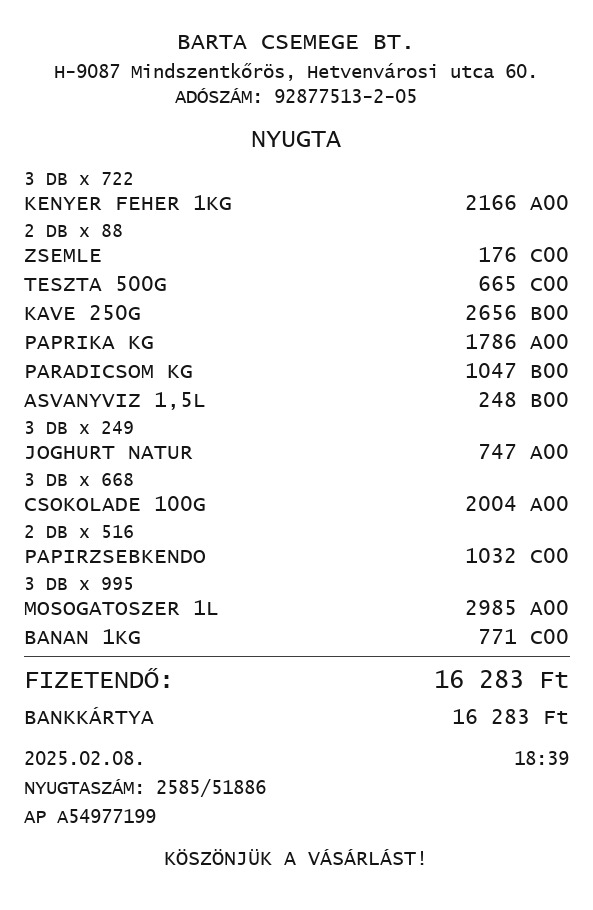 BARTA CSEMEGE BT.
H-9087 Mindszentkőrös, Hetvenvárosi utca 60.
ADÓSZÁM: 92877513-2-05
NYUGTA
3 DB x 722
KENYER FEHER 1KG 2166 A00
2 DB x 88
ZSEMLE 176 C00
TESZTA 500G 665 C00
KAVE 250G 2656 B00
PAPRIKA KG 1786 A00
PARADICSOM KG 1047 B00
ASVANYVIZ 1,5L 248 B00
3 DB x 249
JOGHURT NATUR 747 A00
3 DB x 668
CSOKOLADE 100G 2004 A00
2 DB x 516
PAPIRZSEBKENDO 1032 C00
3 DB x 995
MOSOGATOSZER 1L 2985 A00
BANAN 1KG 771 C00
FIZETENDŐ: 16 283 Ft
BANKKÁRTYA 16 283 Ft
2025.02.08. 18:39
NYUGTASZÁM: 2585/51886
AP A54977199
KÖSZÖNJÜK A VÁSÁRLÁST!